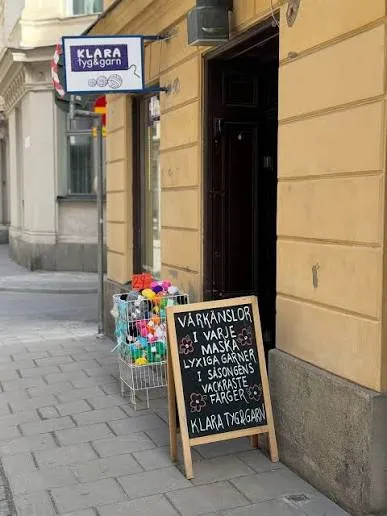 KLARA
tyg&garn
VÅRKÄNSLOR
I VARJE
MASKA
LYXIGA GARNER
I SÄSONGENS
VACKRASTE
FÄRGER
KLARA TYG&GARN